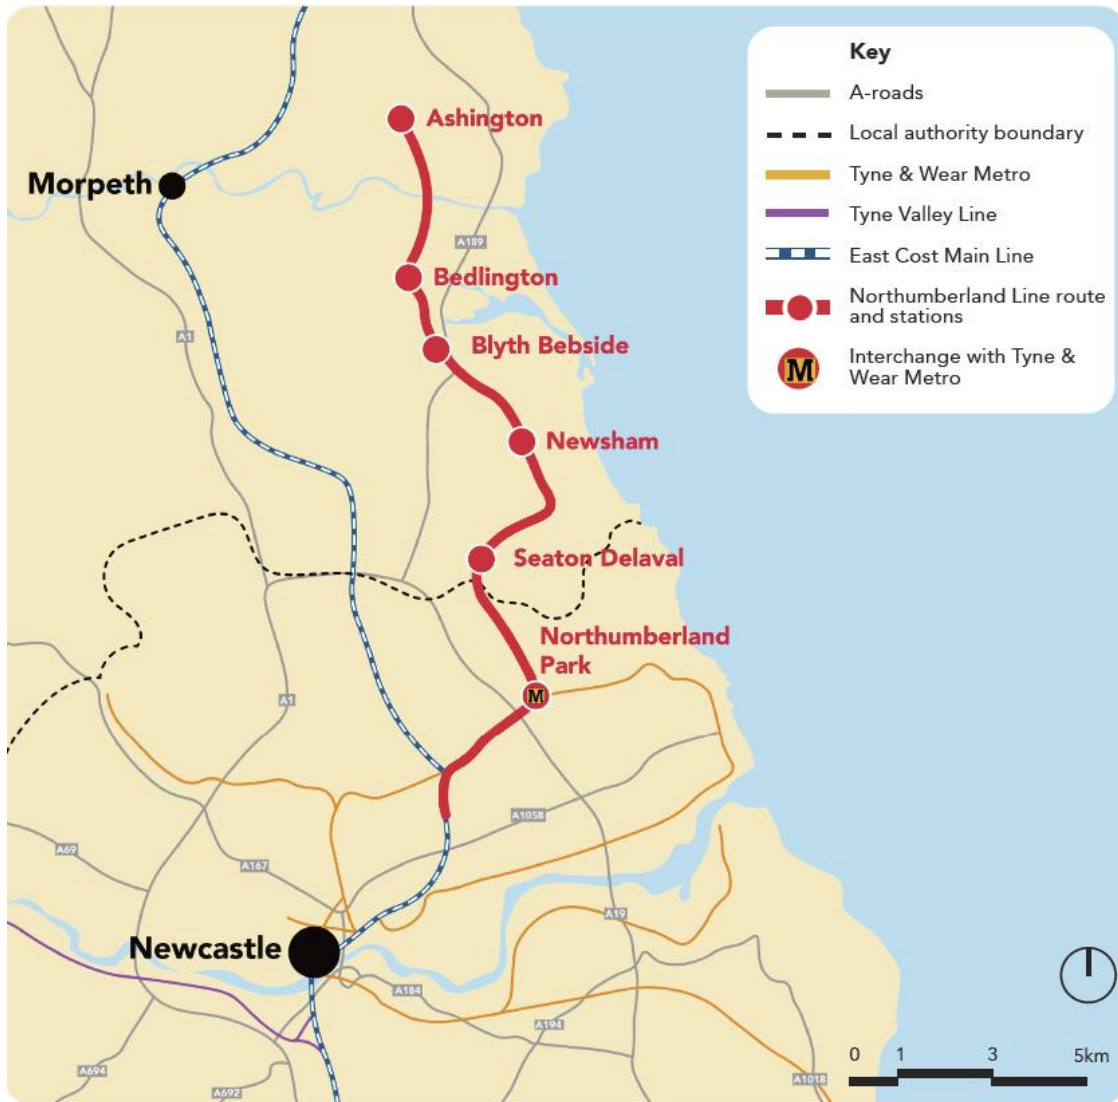 Key
A-roads
Local authority boundary
Tyne & Wear Metro
Tyne Valley Line
East Cost Main Line
Northumberland Line route
and stations
M
Interchange with Tyne &
Wear Metro
Ashington
Morpeth
A189
Bedlington
A1
Blyth Bebside
Newsham
Seaton Delaval
Northumberland
Park
M
A1
A1058
A69
A167
A19
Newcastle
A184
A194
A694
A692
A1018
0 1 3 5km